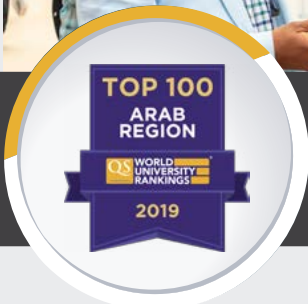 TOP 100
ARAB
REGION
QS WORLD
UNIVERSITY
RANKINGS
2019